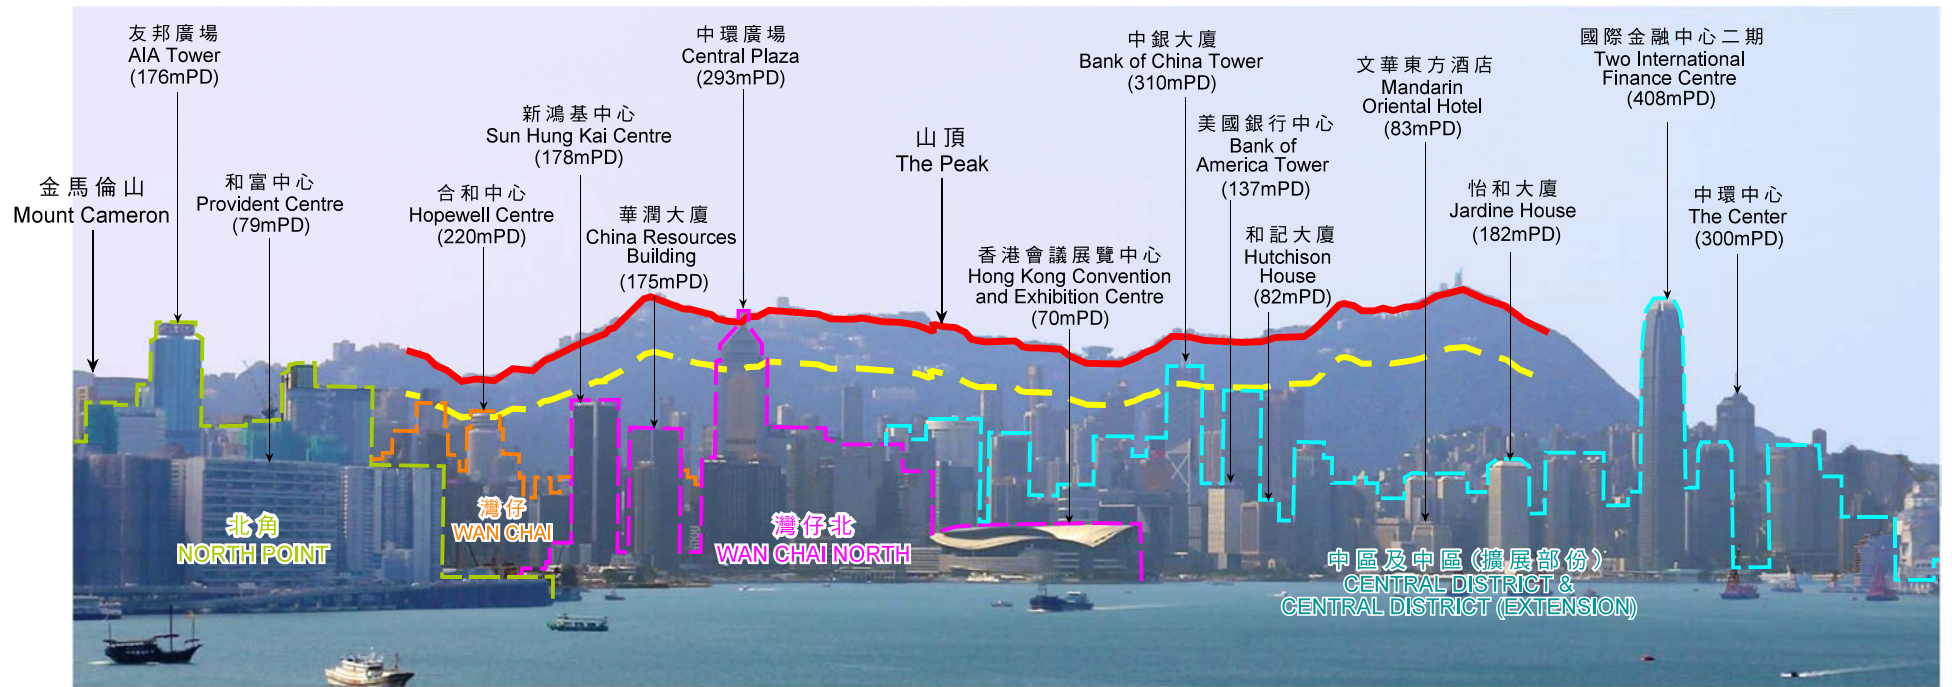 友邦廣場
AIA Tower
(176mPD)
中環廣場
Central Plaza
(293mPD)
中銀大廈
Bank of China Tower
(310mPD)
國際金融中心二期
Two International
Finance Centre
(408mPD)
文華東方酒店
Mandarin
Oriental Hotel
(83mPD)
新鴻基中心
Sun Hung Kai Centre
(178mPD)
美國銀行中心
Bank of
America Tower
(137mPD)
山頂
The Peak
金馬倫山
Mount Cameron
和富中心
Provident Centre
(79mPD)
合和中心
Hopewell Centre
(220mPD)
華潤大廈
China Resources
Building
(175mPD)
怡和大廈
Jardine House
(182mPD)
中環中心
The Center
(300mPD)
和記大廈
Hutchison
House
(82mPD)
香港會議展覽中心
Hong Kong Convention
and Exhibition Centre
(70mPD)
北角
NORTH POINT
灣仔
WAN CHAI
灣仔北
WAN CHAI NORTH
中區及中區(擴展部份)
CENTRAL DISTRICT &
CENTRAL DISTRICT (EXTENSION)